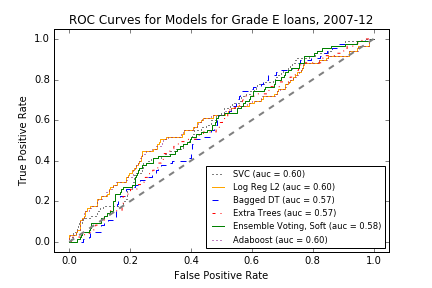 ROC Curves for Models for Grade E loans, 2007-12
True Positive Rate
1.0
0.8
0.6
0.4
0.2
0.0
SVC (auc = 0.60)
Log Reg L2 (auc = 0.60)
Bagged DT (auc = 0.57)
Extra Trees (auc = 0.57)
Ensemble Voting, Soft (auc = 0.58)
Adaboost (auc = 0.60)
0.0 0.2 0.4 0.6 0.8 1.0
False Positive Rate